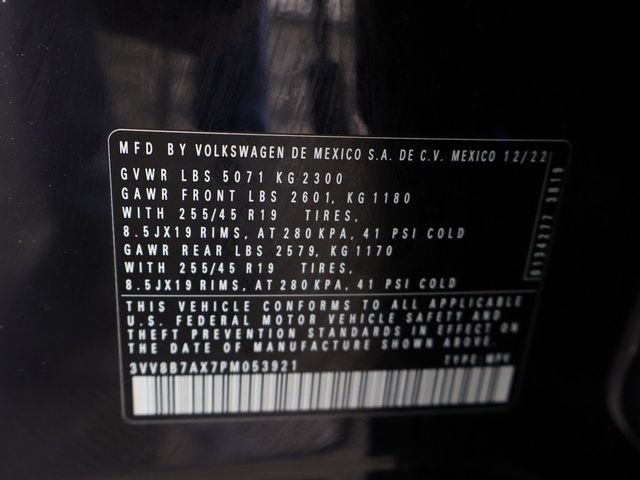 MFD BY VOLKSWAGEN DE MEXICO S.A. DE C.V. MEXICO 12/22
GVWR LBS 5071 KG 2300
GAWR FRONT LBS 2601, KG 1180
WITH 255/45 R19 TIRES,
8.5JX19 RIMS, AT 280 KPA, 41 PSI COLD
GAWR REAR LBS 2579, KG 1170
WITH 255/45 R19 TIRES,
8.5JX19 RIMS, AT 280 KPA, 41 PSI COLD
THIS VEHICLE CONFORMS TO ALL APPLICABLE
U.S. FEDERAL MOTOR VEHICLE SAFETY AND
THEFT PREVENTION STANDARDS IN EFFECT ON
THE DATE OF MANUFACTURE SHOWN ABOVE.
3VV8B7AX7PM053921 TYPE: MPV